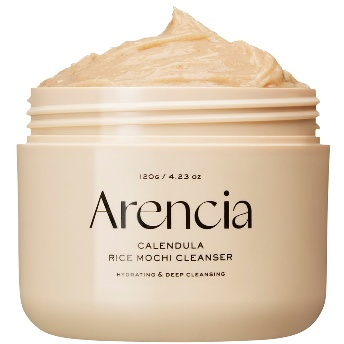 120g / 4.23 oz
Arencia
CALENDULA
RICE MOCHI CLEANSER
HYDRATING & DEEP CLEANSING